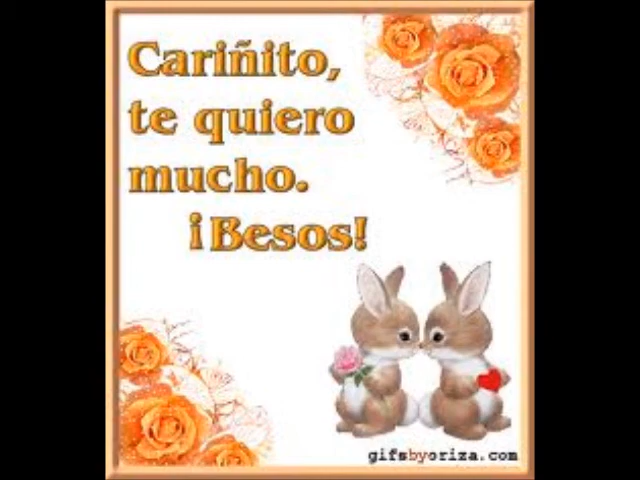 Cariñito,
te quiero
mucho.
¡Besos!
gifsbyoriza.com